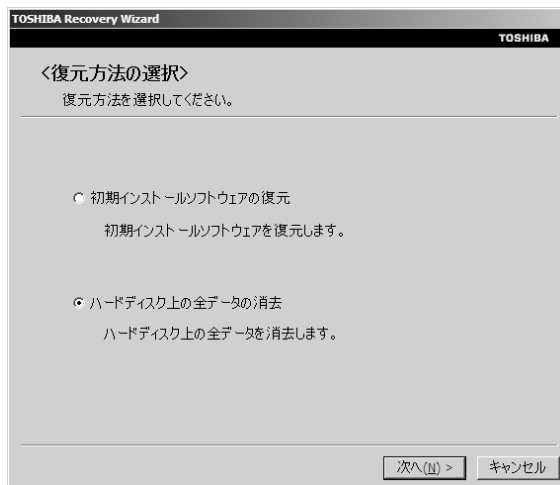 TOSHIBA Recovery Wizard
TOSHIBA
<復元方法の選択>
復元方法を選択してください。
初期インストールソフトウェアの復元
初期インストールソフトウェアを復元します。
ハードディスク上の全データの消去
ハードディスク上の全データを消去します。
次へ(N) > キャンセル